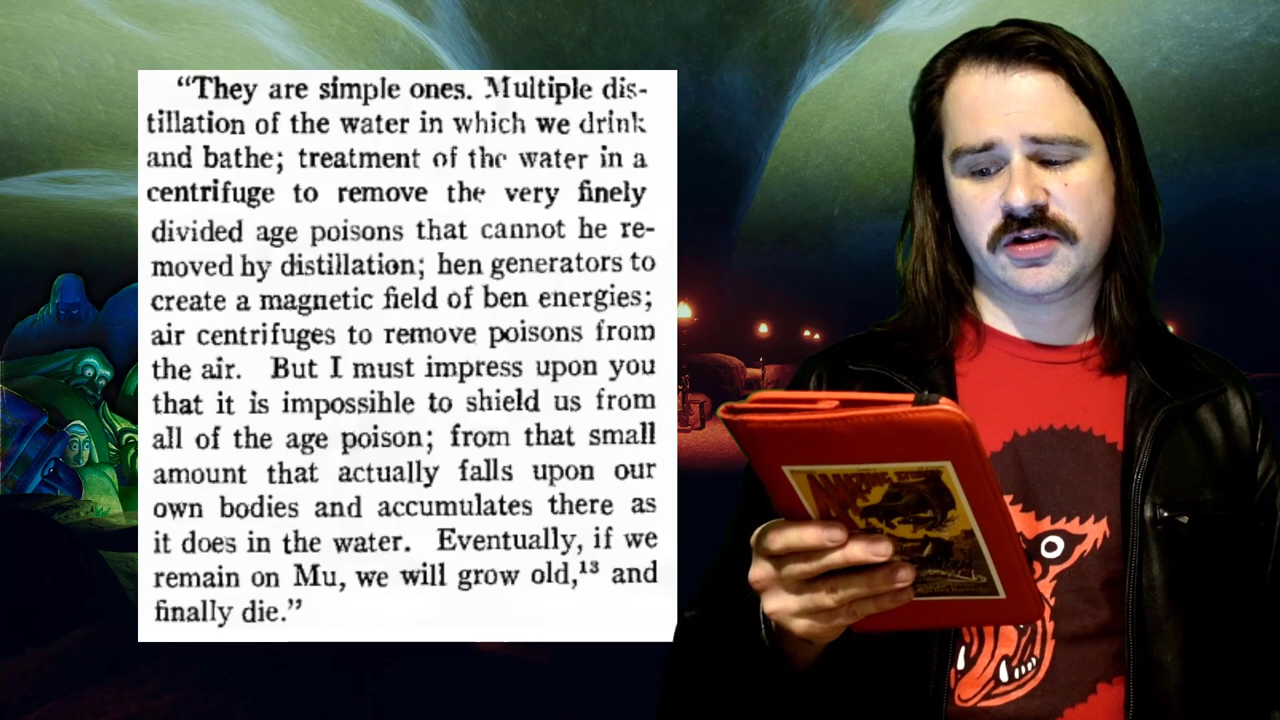 “They are simple ones. Multiple dis-
tillation of the water in which we drink
and bathe; treatment of the water in a
centrifuge to remove the very finely
divided age poisons that cannot be re-
moved by distillation; ben generators to
create a magnetic field of ben energies;
air centrifuges to remove poisons from
the air. But I must impress upon you
that it is impossible to shield us from
all of the age poison; from that small
amount that actually falls upon our
own bodies and accumulates there as
it does in the water. Eventually, if we
remain on Mu, we will grow old,¹³ and
finally die.”
AMAZING